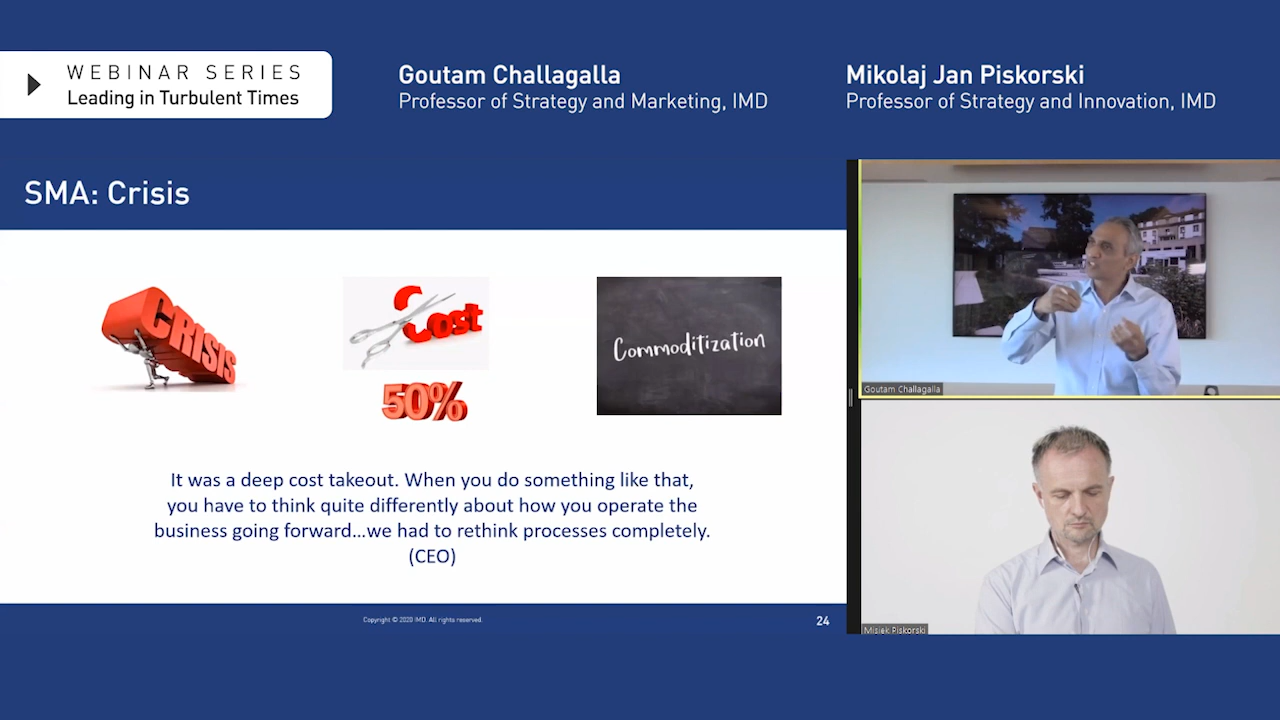 WEBINAR SERIES
Leading in Turbulent Times
Goutam Challagalla
Professor of Strategy and Marketing, IMD
Mikolaj Jan Piskorski
Professor of Strategy and Innovation, IMD
SMA: Crisis
CRISIS
Cost
50%
Commoditization
It was a deep cost takeout. When you do something like that,
you have to think quite differently about how you operate the
business going forward...we had to rethink processes completely.
(CEO)
Copyright © 2020 IMD. All rights reserved.
24
Goutam Challagalla
Misiek Piskorski